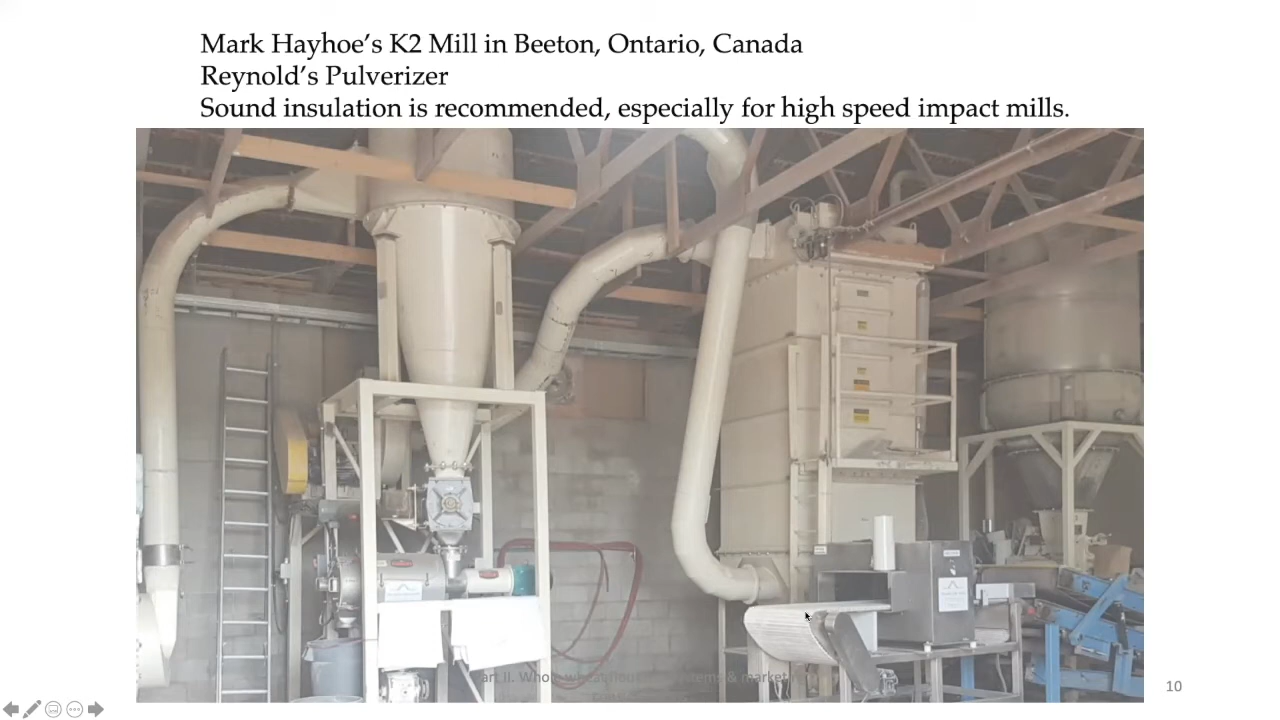 Mark Hayhoe’s K2 Mill in Beeton, Ontario, Canada
Reynold’s Pulverizer
Sound insulation is recommended, especially for high speed impact mills.
10